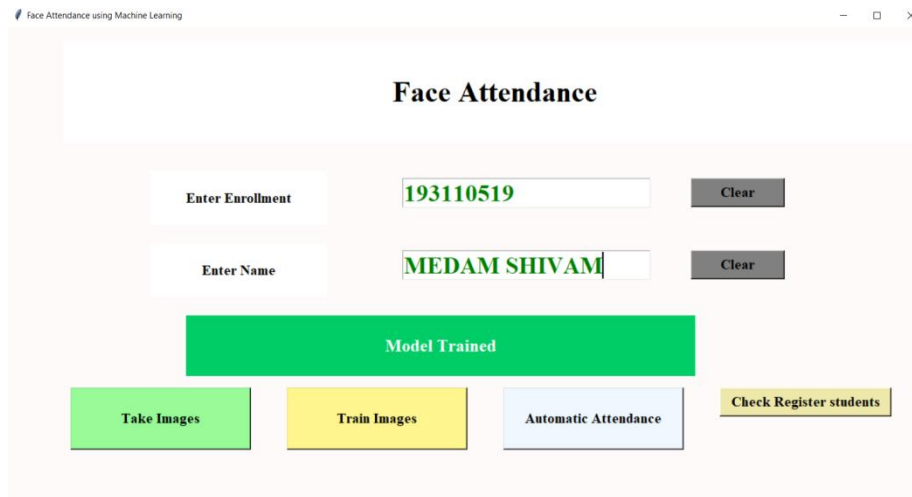 Face Attendance using Machine Learning
Face Attendance
Enter Enrollment 193110519 Clear
Enter Name MEDAM SHIVAM Clear
Model Trained
Take Images Train Images Automatic Attendance Check Register students